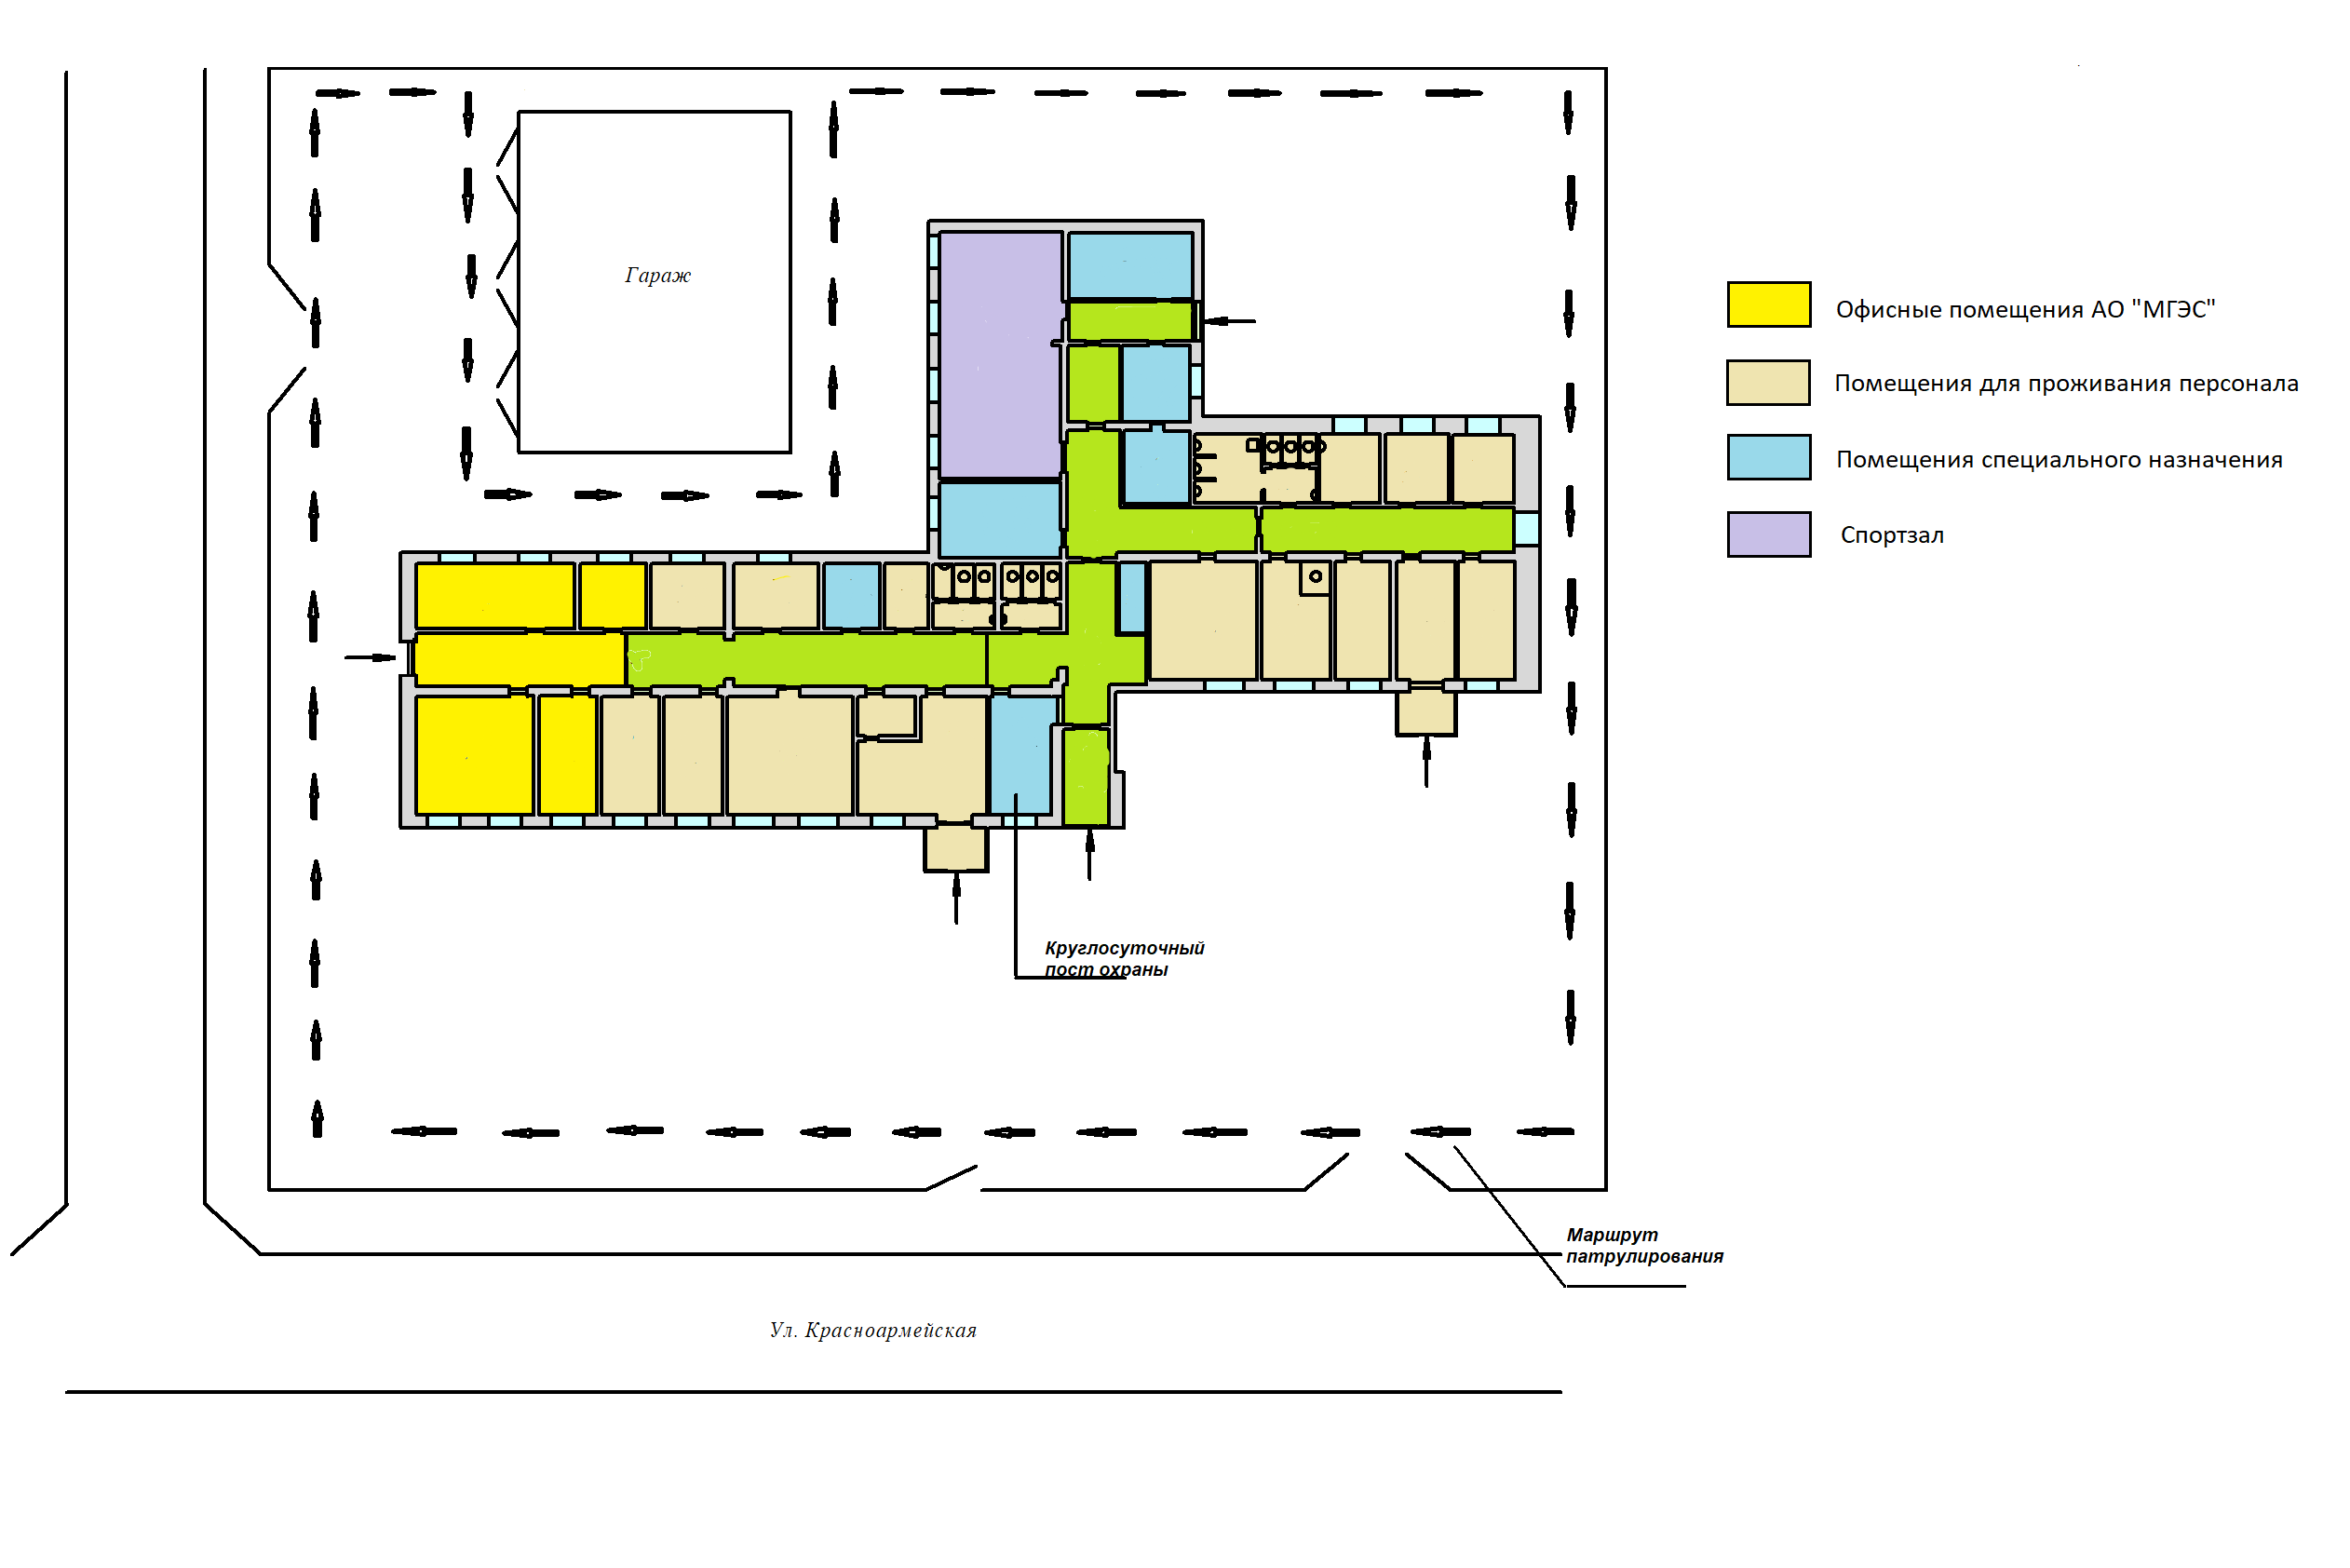 Гараж
Офисные помещения АО "МГЭС"
Помещения для проживания персонала
Помещения специального назначения
Спортзал
Круглосуточный
пост охраны
Маршрут
патрулирования
Ул. Красноармейская